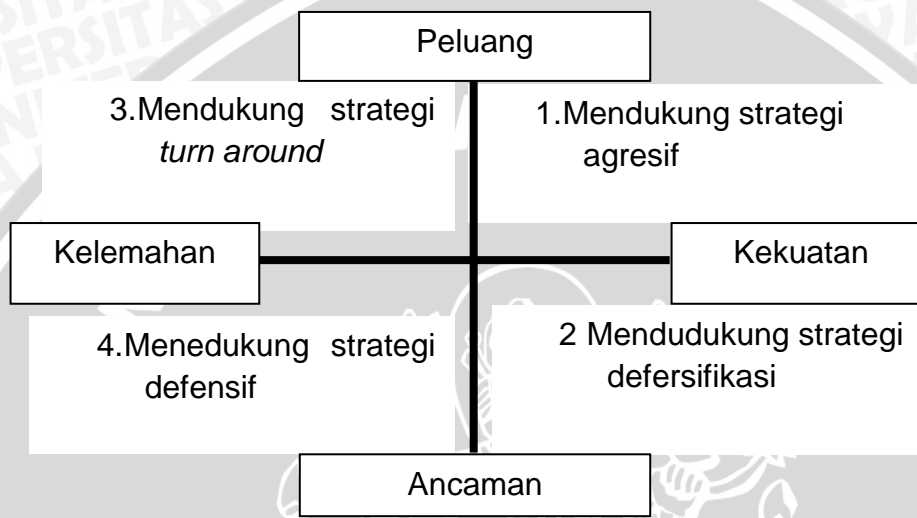 Peluang
3.Mendukung strategi
turn around
1.Mendukung strategi
agresif
Kelemahan
Kekuatan
4.Menedukung strategi
defensif
2 Mendudukung strategi
defersifikasi
Ancaman